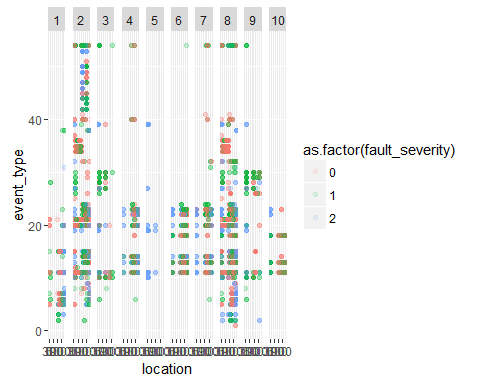 1 2 3 4 5 6 7 8 9 10
event_type
40
20
0
as.factor(fault_severity)
0
1
2
location